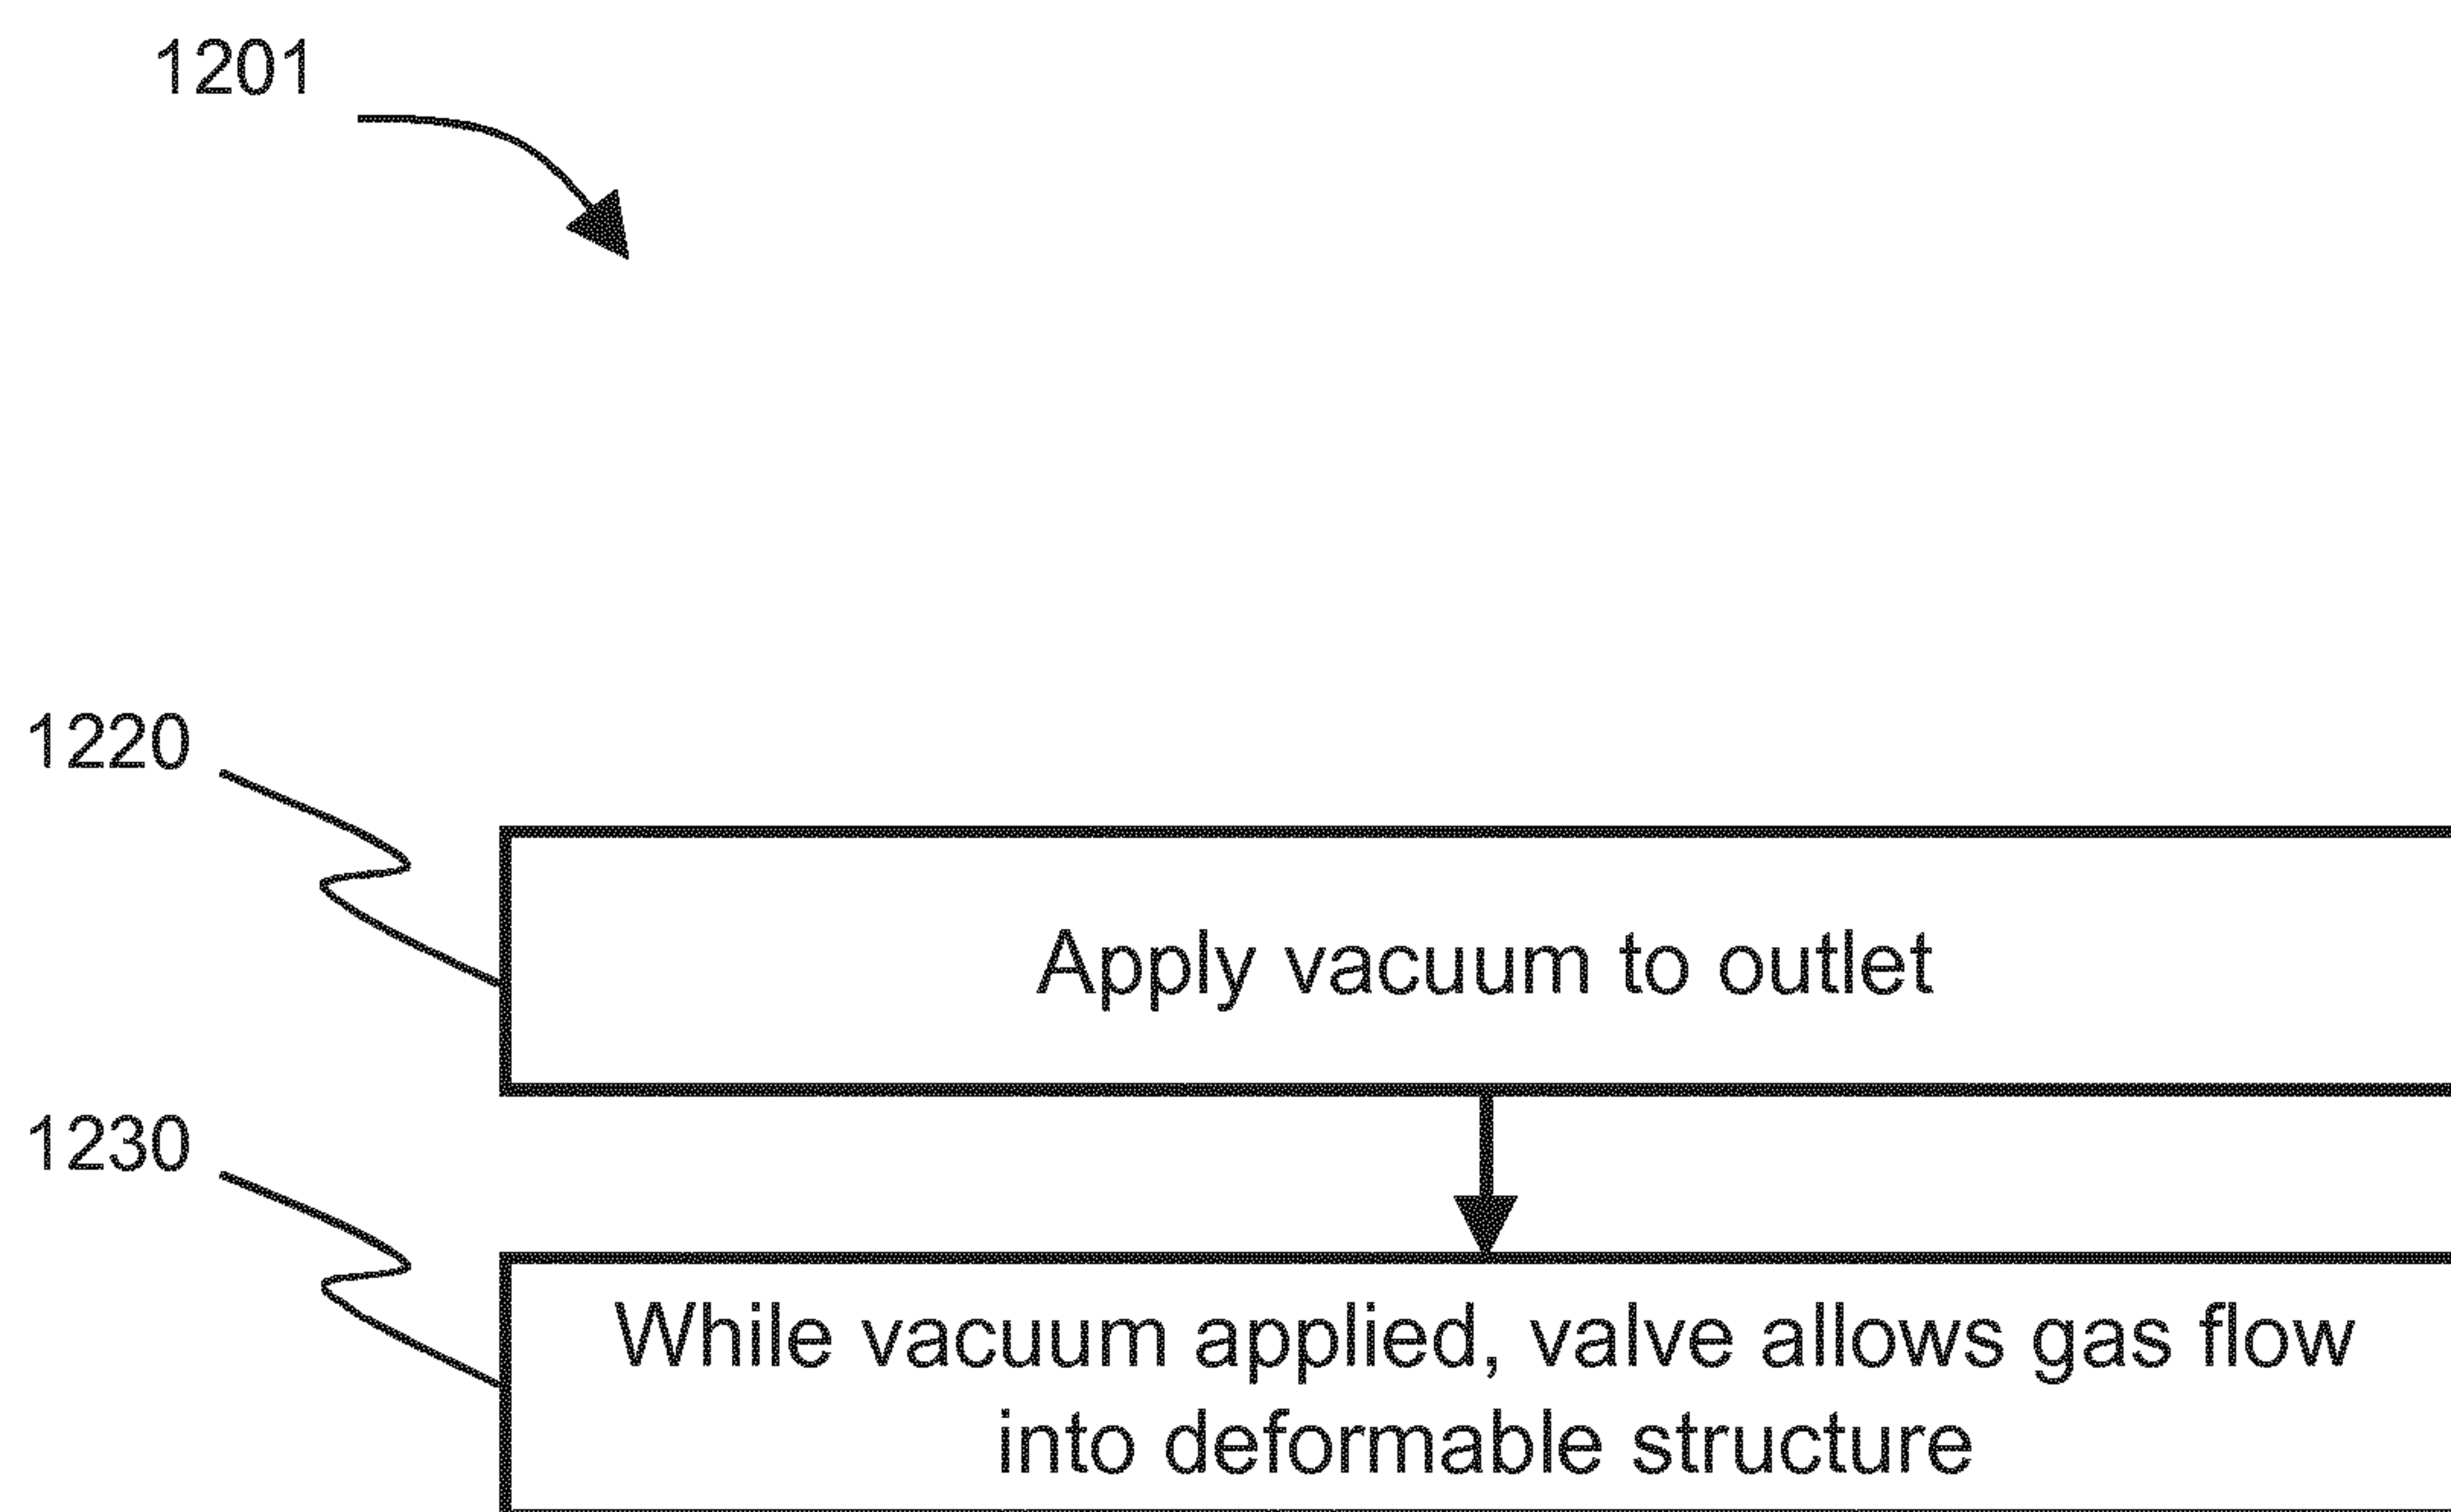 1201
1220
Apply vacuum to outlet
1230
While vacuum applied, valve allows gas flow
into deformable structure